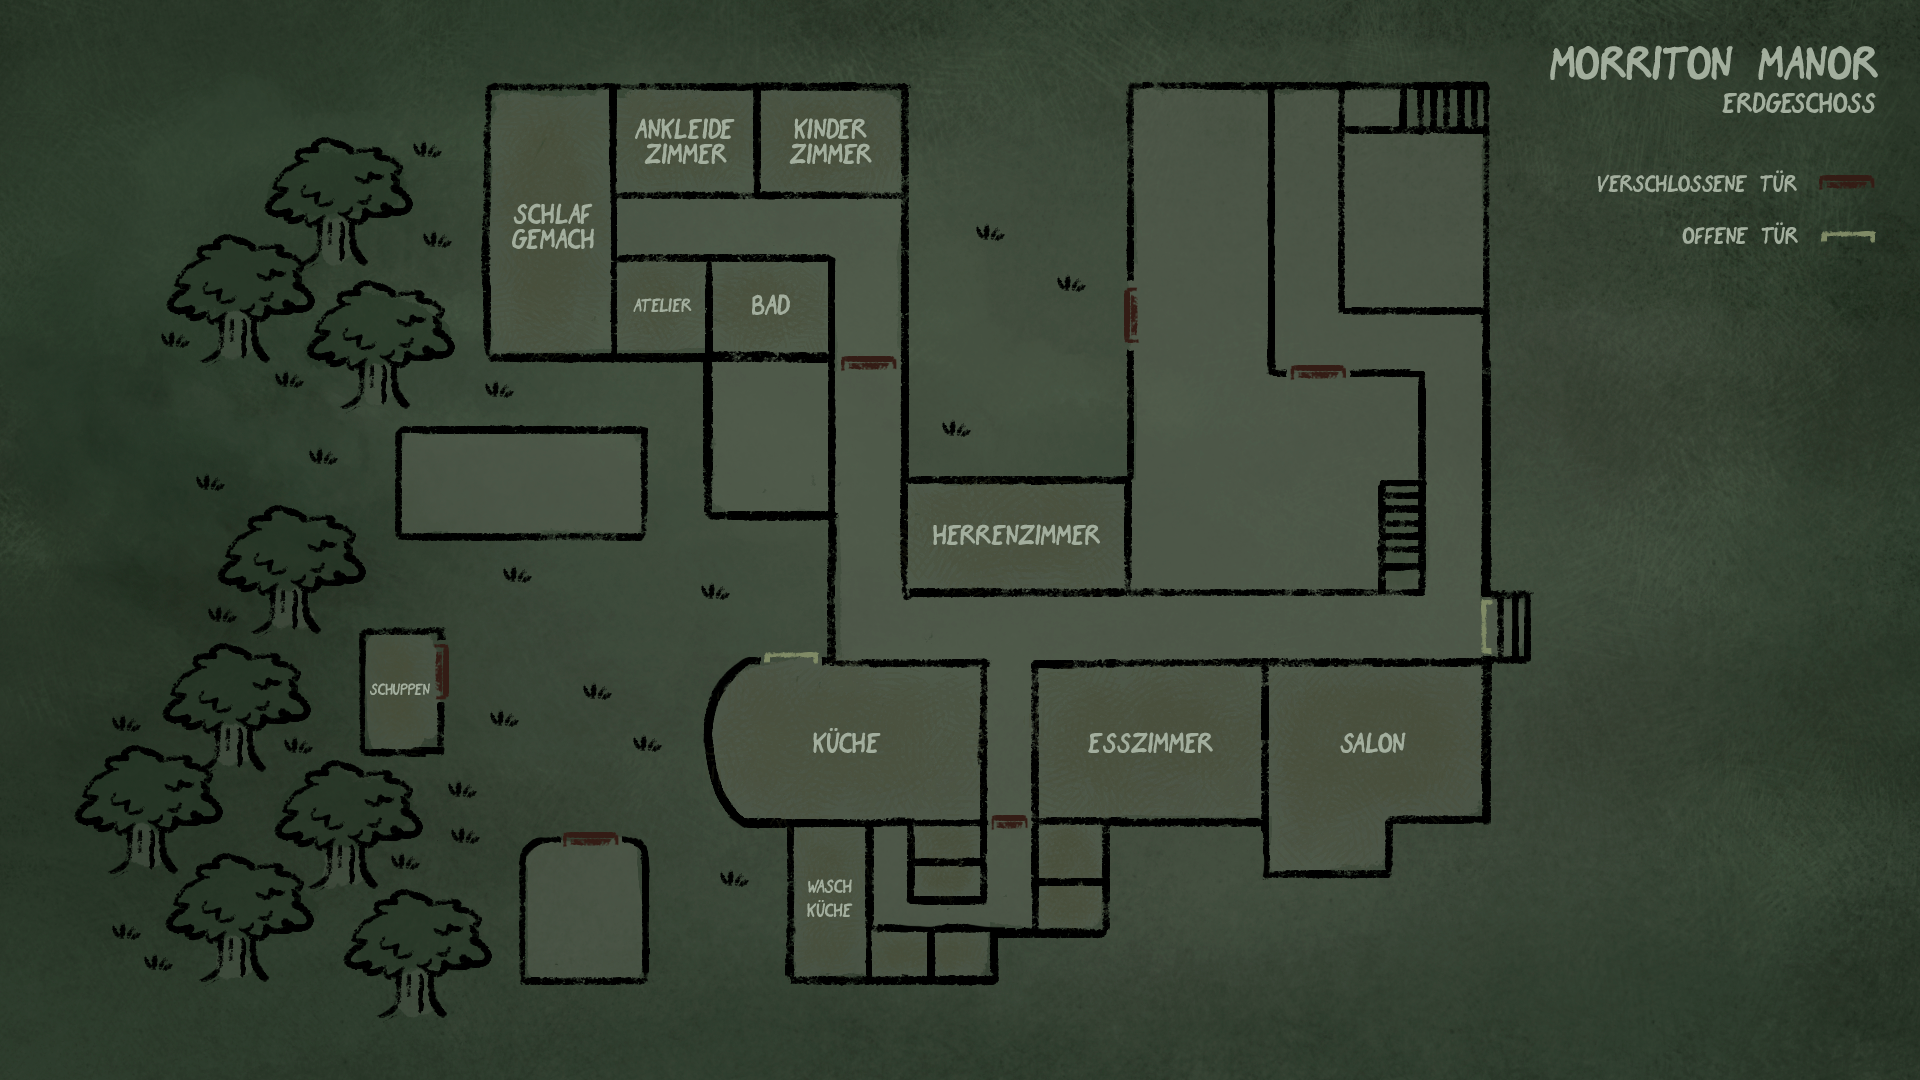 MORRITON MANOR
ERDGESCHOSS
VERSCHLOSSENE TÜR
OFFENE TÜR
ANKLEIDE
ZIMMER
KINDER
ZIMMER
SCHLAF
GEMACH
ATELIER
BAD
HERRENZIMMER
SCHUPPEN
KÜCHE
ESSZIMMER
SALON
WASCH
KÜCHE